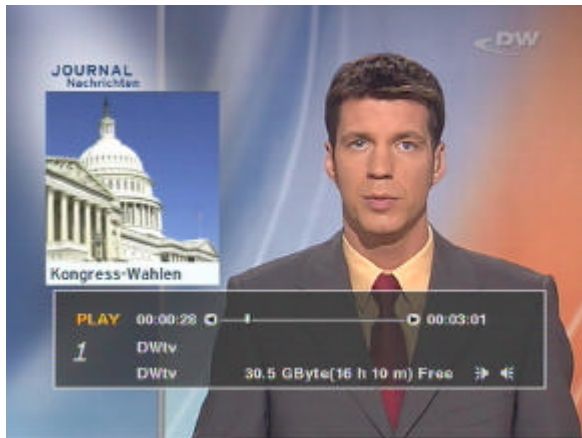 DW
JOURNAL
Nachrichten
Kongress-Wahlen
PLAY 00:00:28 00:03:01
1 DWtv
DWtv 30.5 GByte(16 h 10 m) Free